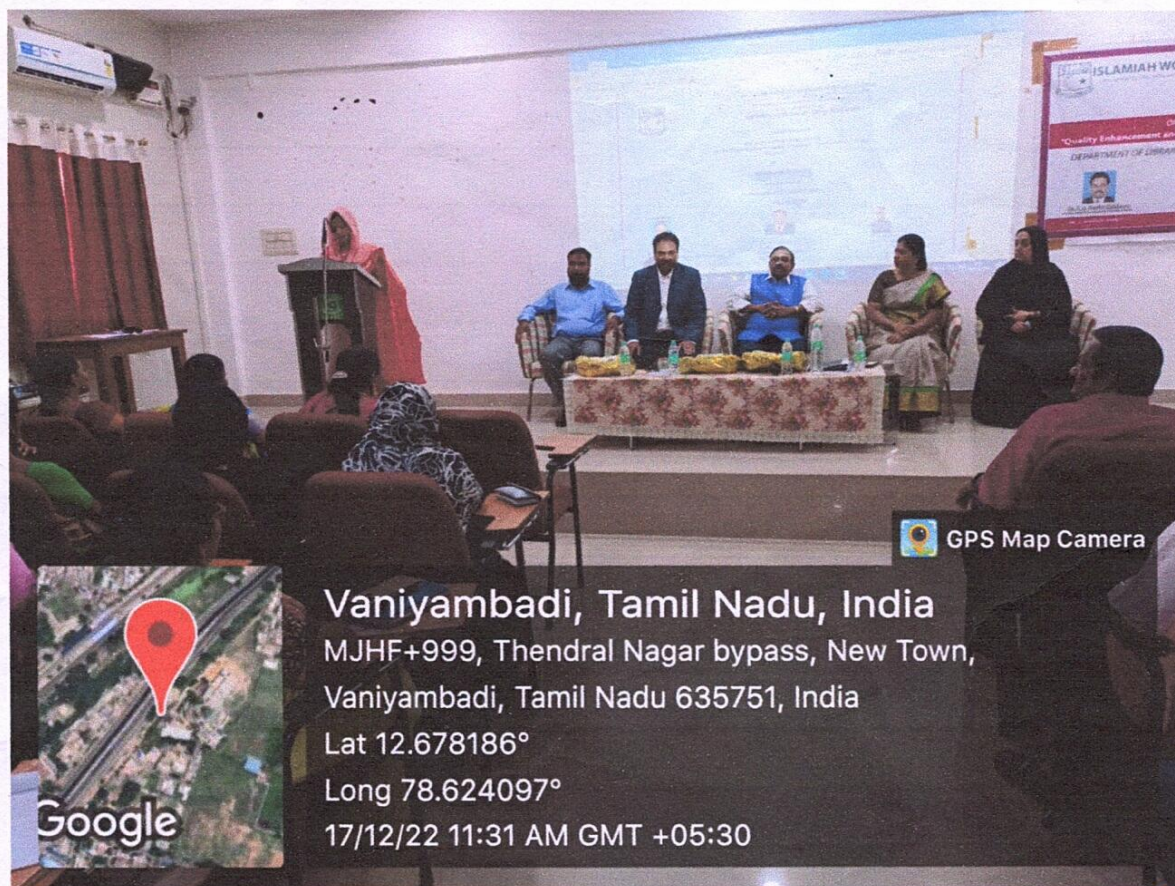 ISLAMIAH WO
"Quality Enhancement an
DEPARTMENT OF LIBRAR
GPS Map Camera
Vaniyambadi, Tamil Nadu, India
MJHF+999, Thendral Nagar bypass, New Town,
Vaniyambadi, Tamil Nadu 635751, India
Lat 12.678186°
Long 78.624097°
17/12/22 11:31 AM GMT +05:30
Google